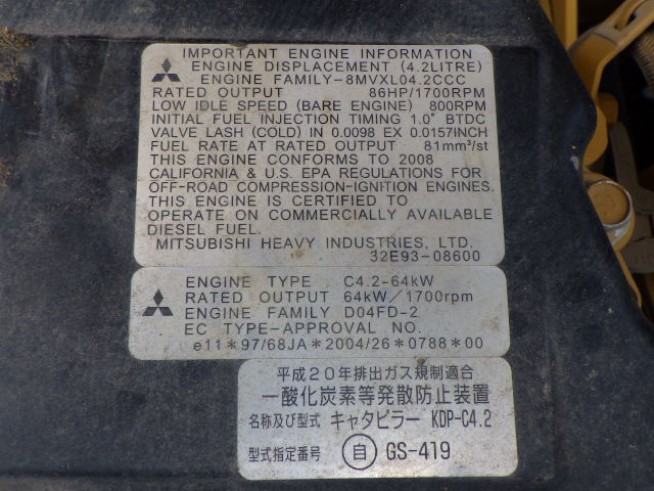 IMPORTANT ENGINE INFORMATION
ENGINE DISPLACEMENT (4.2LITRE)
ENGINE FAMILY-8MVXL04.2CCC
RATED OUTPUT 86HP/1700RPM
LOW IDLE SPEED (BARE ENGINE) 800RPM
INITIAL FUEL INJECTION TIMING 1.0° BTDC
VALVE LASH (COLD) IN 0.0098 EX 0.0157INCH
FUEL RATE AT RATED OUTPUT 81mm³/st
THIS ENGINE CONFORMS TO 2008
CALIFORNIA & U.S. EPA REGULATIONS FOR
OFF-ROAD COMPRESSION-IGNITION ENGINES.
THIS ENGINE IS CERTIFIED TO
OPERATE ON COMMERCIALLY AVAILABLE
DIESEL FUEL.
MITSUBISHI HEAVY INDUSTRIES, LTD.
32E93-08600
ENGINE TYPE C4.2-64kW
RATED OUTPUT 64kW/1700rpm
ENGINE FAMILY D04FD-2
EC TYPE-APPROVAL NO.
e11*97/68JA*2004/26*0788*00
平成20年排出ガス規制適合
一酸化炭素等発散防止装置
名称及び型式 キャタピラー KDP-C4.2
型式指定番号 自 GS-419